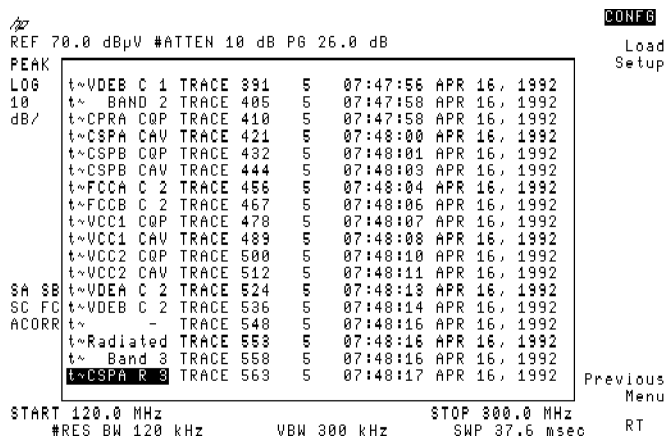 CONFG
hp
REF 70.0 dBµV #ATTEN 10 dB PG 26.0 dB
Load
Setup
PEAK
LOG
10
dB/
t~VDEB C 1 TRACE 391 5 07:47:56 APR 16, 1992
t~ BAND 2 TRACE 405 5 07:47:58 APR 16, 1992
t~CPRA CQP TRACE 410 5 07:47:58 APR 16, 1992
t~CSPA CAV TRACE 421 5 07:48:00 APR 16, 1992
t~CSPB CQP TRACE 432 5 07:48:01 APR 16, 1992
t~CSPB CAV TRACE 444 5 07:48:03 APR 16, 1992
t~FCCA C 2 TRACE 456 5 07:48:04 APR 16, 1992
t~FCCB C 2 TRACE 467 5 07:48:06 APR 16, 1992
t~VCC1 CQP TRACE 478 5 07:48:07 APR 16, 1992
t~VCC1 CAV TRACE 489 5 07:48:08 APR 16, 1992
t~VCC2 CQP TRACE 500 5 07:48:10 APR 16, 1992
t~VCC2 CAV TRACE 512 5 07:48:11 APR 16, 1992
SA SB t~VDEA C 2 TRACE 524 5 07:48:13 APR 16, 1992
SC FC t~VDEB C 2 TRACE 536 5 07:48:14 APR 16, 1992
ACORR t~ - TRACE 548 5 07:48:16 APR 16, 1992
t~Radiated TRACE 553 5 07:48:16 APR 16, 1992
t~ Band 3 TRACE 558 5 07:48:16 APR 16, 1992
t~CSPA R 3 TRACE 563 5 07:48:17 APR 16, 1992
Previous
Menu
START 120.0 MHz STOP 300.0 MHz
#RES BW 120 kHz VBW 300 kHz SWP 37.6 msec
RT